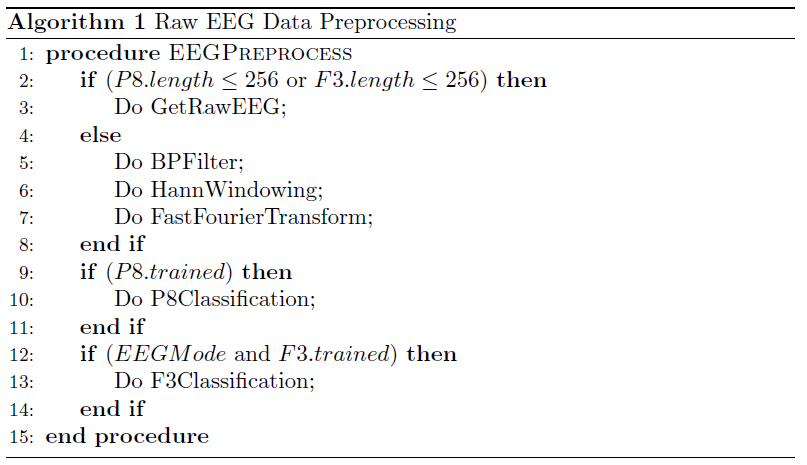 Algorithm 1 Raw EEG Data Preprocessing
1: procedure EEGPREPROCESS
2: if (P8.length ≤ 256 or F3.length ≤ 256) then
3: Do GetRawEEG;
4: else
5: Do BPFilter;
6: Do HannWindowing;
7: Do FastFourierTransform;
8: end if
9: if (P8.trained) then
10: Do P8Classification;
11: end if
12: if (EEGMode and F3.trained) then
13: Do F3Classification;
14: end if
15: end procedure